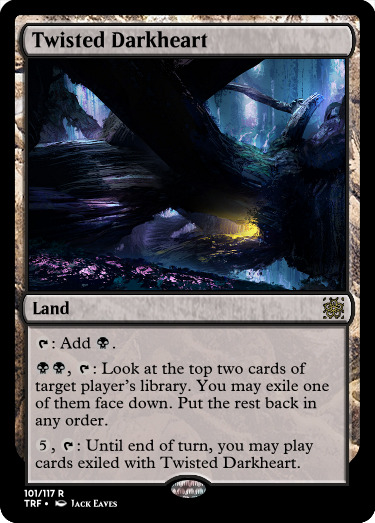 Twisted Darkheart
Land
: Add .
, : Look at the top two cards of
target player's library. You may exile one
of them face down. Put the rest back in
any order.
5 , : Until end of turn, you may play
cards exiled with Twisted Darkheart.
101/117 R
TRF • Jack Eaves